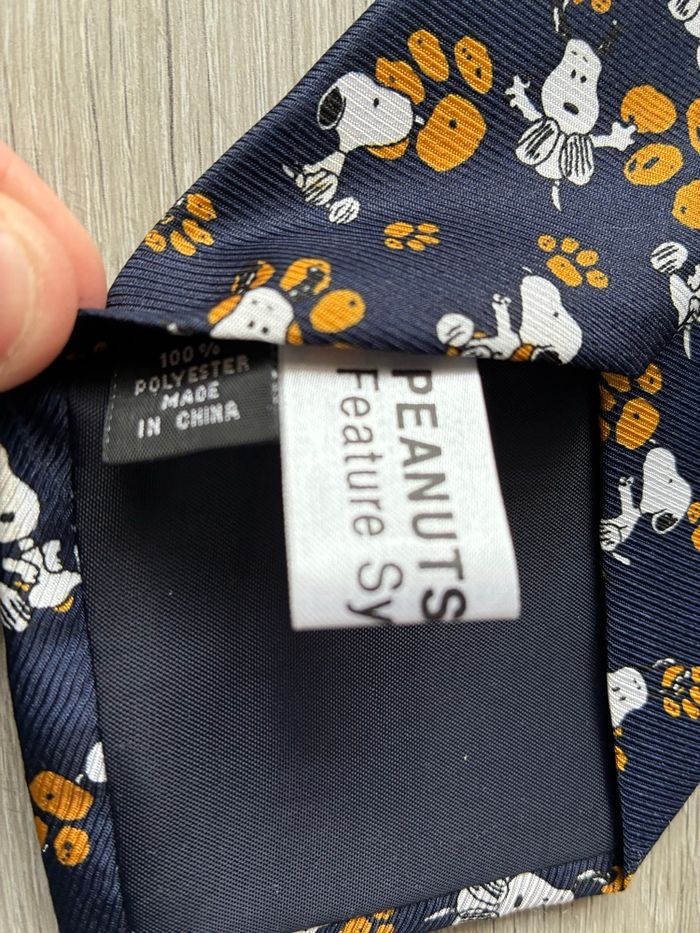 100%
POLYESTER
MADE
IN CHINA
PEANUTS
Feature Sy